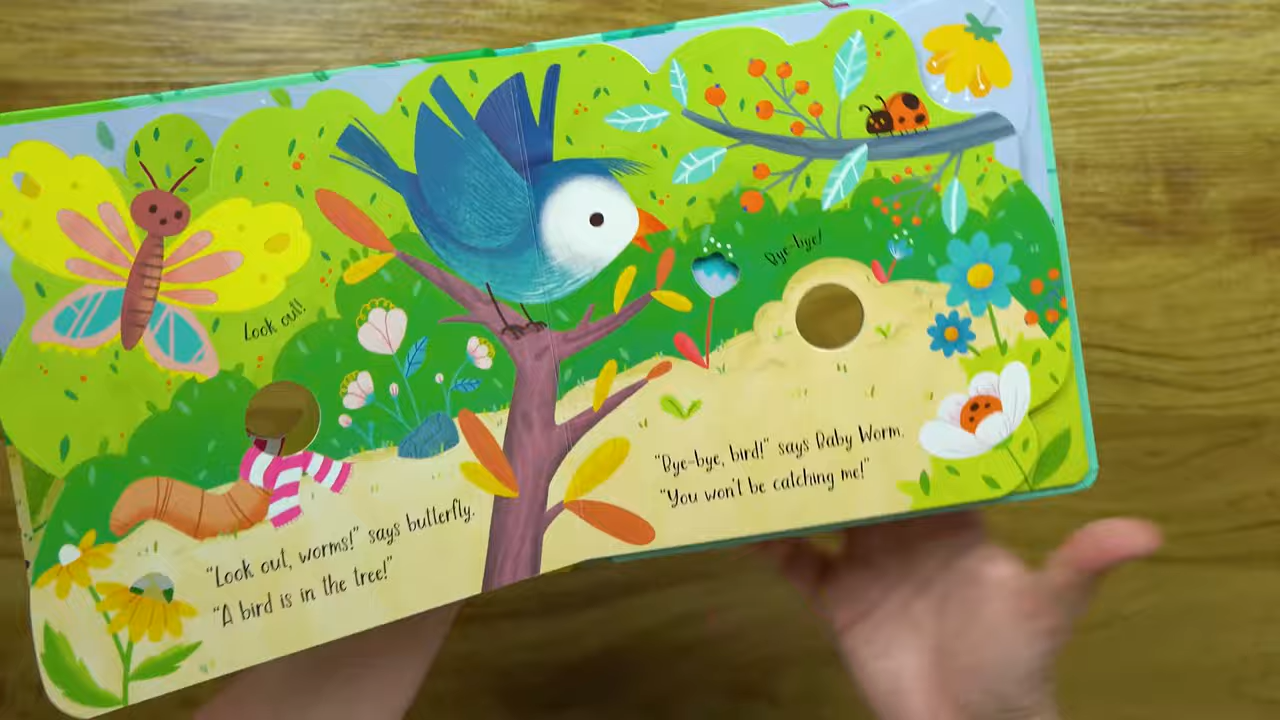 Look out!
"Look out, worms!" says butterfly.
"A bird is in the tree!"
Bye-bye!
"Bye-bye, bird!" says Baby Worm.
"You won't be catching me!"